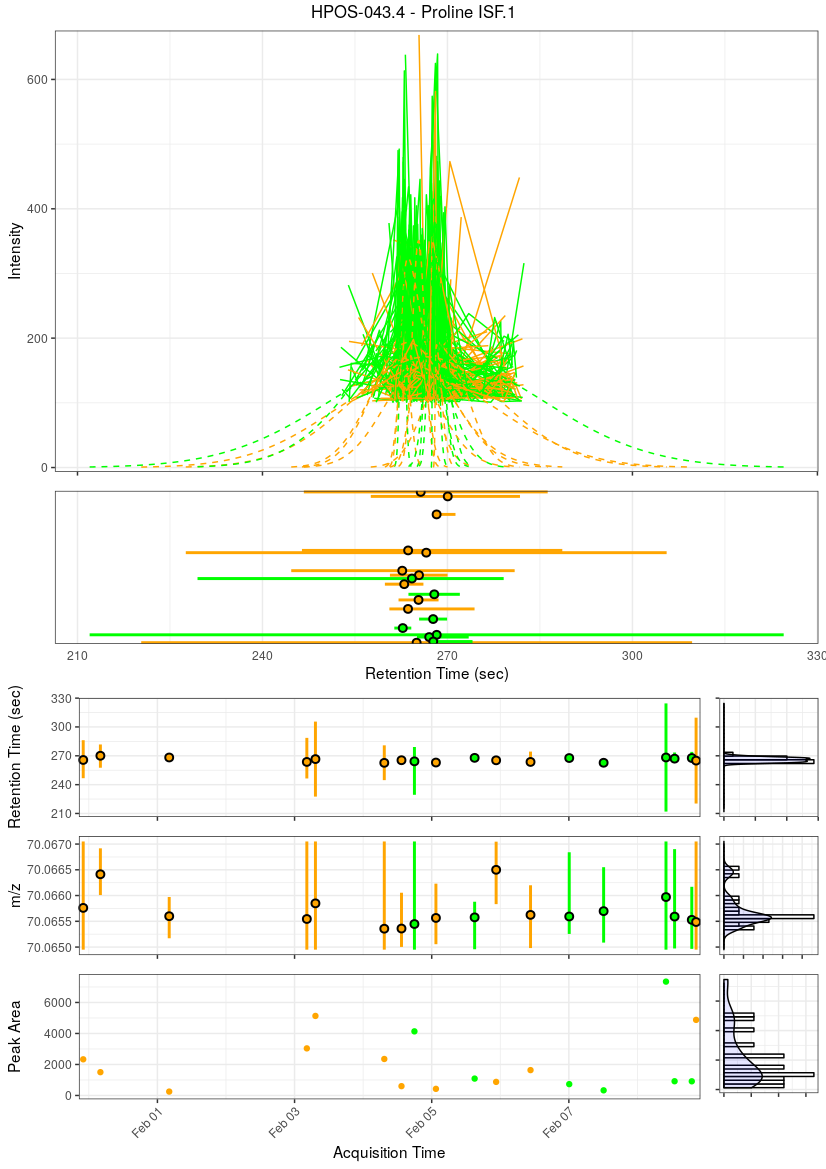 HPOS-043.4 - Proline ISF.1
600
400
200
0
Intensity
210
240
270
300
330
Retention Time (sec)
330
300
270
240
210
Retention Time (sec)
70.0670
70.0665
70.0660
70.0655
70.0650
m/z
6000
4000
2000
0
Peak Area
Feb 01
Feb 03
Feb 05
Feb 07
Acquisition Time